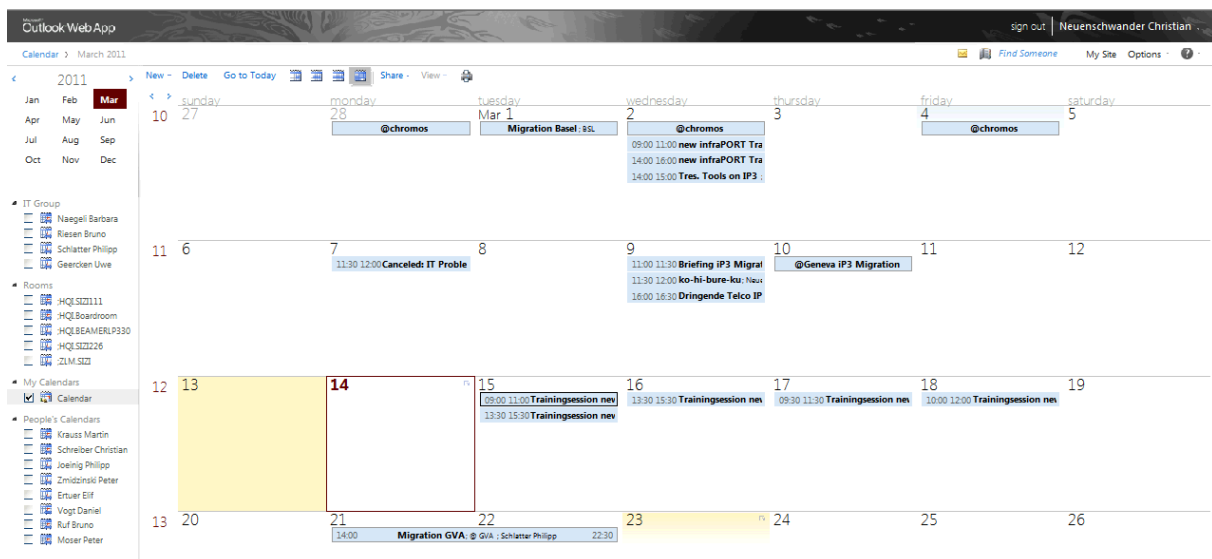 Microsoft
Outlook Web App
sign out
Neuenschwander Christian
Calendar > March 2011
Find Someone
My Site
Options
2011
Jan Feb Mar
Apr May Jun
Jul Aug Sep
Oct Nov Dec
IT Group
Naegeli Barbara
Riesen Bruno
Schlatter Philipp
Geercken Uwe
Rooms
:HQI.SIZI111
:HQI.Boardroom
:HQI.BEAMERLP330
:HQI.SIZI226
:ZLM.SIZI
My Calendars
Calendar
People's Calendars
Krauss Martin
Schreiber Christian
Joeinig Philipp
Zmidzinski Peter
Ertuer Elif
Vogt Daniel
Ruf Bruno
Moser Peter
New Delete Go to Today Share View
sunday monday tuesday wednesday thursday friday saturday
10 27 28 Mar 1 2 3 4 5
@chromos
Migration Basel; BSL
@chromos
@chromos
09:00 11:00 new infraPORT Tra
14:00 16:00 new infraPORT Tra
14:00 15:00 Tres. Tools on IP3 ;
11 6 7 8 9 10 11 12
11:30 12:00 Canceled: IT Proble
11:00 11:30 Briefing iP3 Migrat
@Geneva iP3 Migration
11:30 12:00 ko-hi-bure-ku; Neue
16:00 16:30 Dringende Telco IP
12 13 14 15 16 17 18 19
09:00 11:00 Trainingsession nev
13:30 15:30 Trainingsession nev
09:30 11:30 Trainingsession nev
10:00 12:00 Trainingsession nev
13:30 15:30 Trainingsession nev
13 20 21 22 23 24 25 26
14:00 Migration GVA; @ GVA ; Schlatter Philipp 22:30